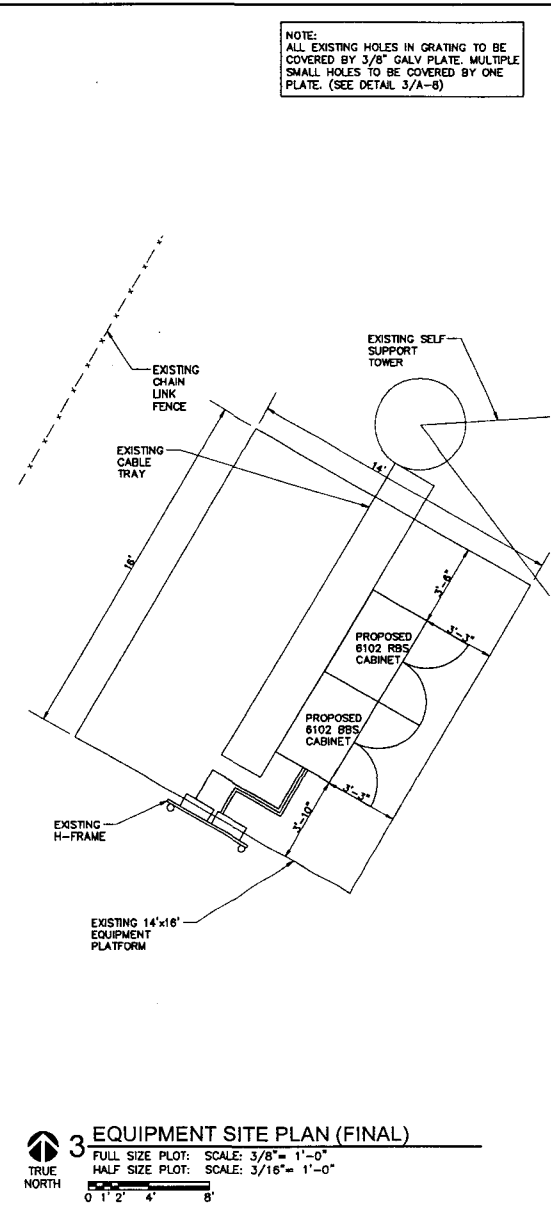 NOTE:
ALL EXISTING HOLES IN GRATING TO BE
COVERED BY 3/8" GALV PLATE. MULTIPLE
SMALL HOLES TO BE COVERED BY ONE
PLATE. (SEE DETAIL 3/A-8)
EXISTING SELF
SUPPORT
TOWER
EXISTING
CHAIN
LINK
FENCE
EXISTING
CABLE
TRAY
14'
16'
3'-6"
3'-3"
PROPOSED
6102 RBS
CABINET
PROPOSED
6102 BBS
CABINET
3'-3"
3'-10"
EXISTING
H-FRAME
EXISTING 14'x16'
EQUIPMENT
PLATFORM
3 EQUIPMENT SITE PLAN (FINAL)
FULL SIZE PLOT: SCALE: 3/8"= 1'-0"
HALF SIZE PLOT: SCALE: 3/16"= 1'-0"
TRUE
NORTH
0 1' 2' 4' 8'